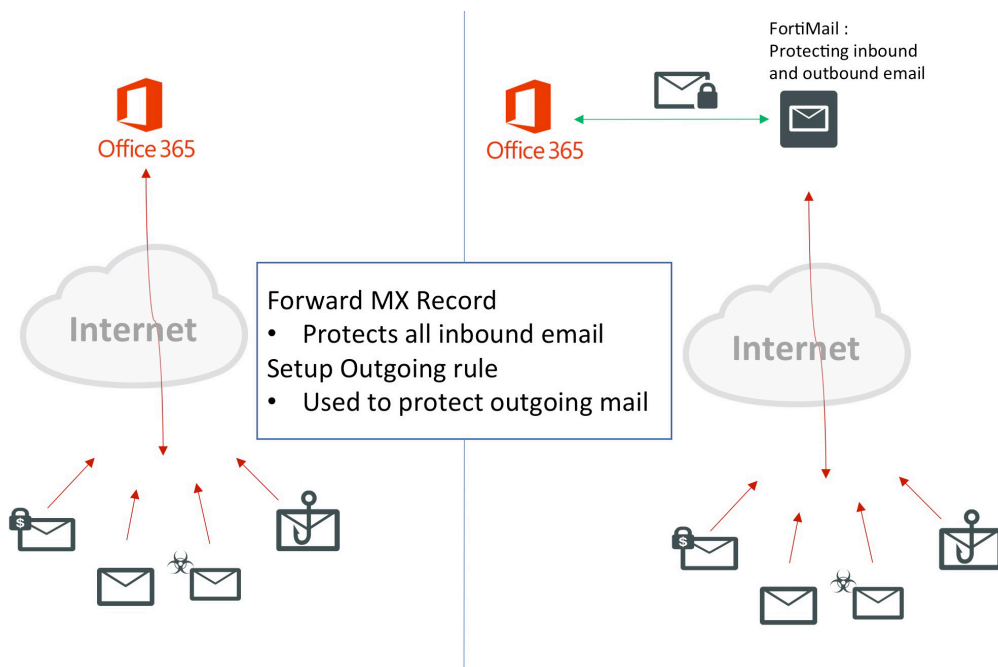 Office 365
Internet
FortiMail :
Protecting inbound
and outbound email
Office 365
Forward MX Record
• Protects all inbound email
Setup Outgoing rule
• Used to protect outgoing mail
Internet
$
$